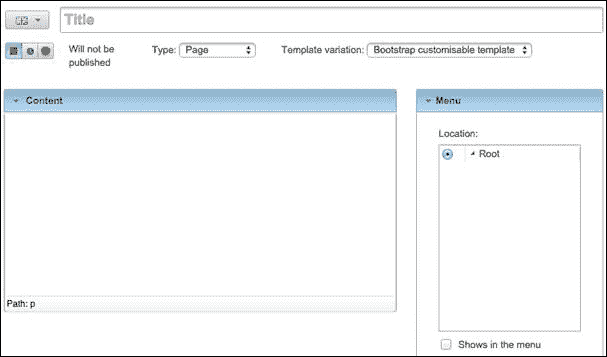 Title
Will not be
published
Type: Page
Template variation: Bootstrap customisable template
Content
Menu
Location:
Root
Path: p
Shows in the menu